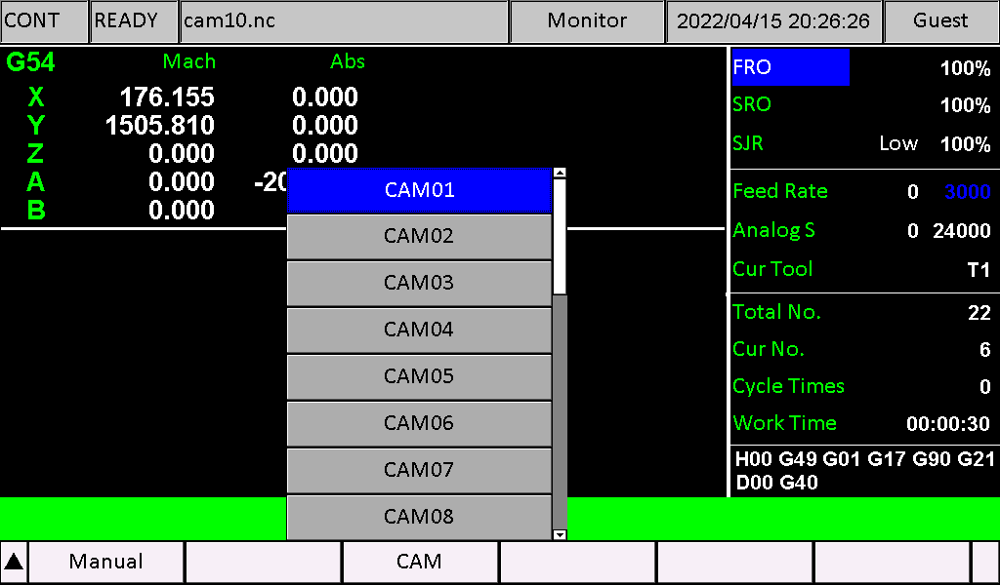 CONT READY cam10.nc Monitor 2022/04/15 20:26:26 Guest
G54 Mach Abs
X 176.155 0.000
Y 1505.810 0.000
Z 0.000 0.000
A 0.000
B 0.000
CAM01
CAM02
CAM03
CAM04
CAM05
CAM06
CAM07
CAM08
FRO 100%
SRO 100%
SJR Low 100%
Feed Rate 0 3000
Analog S 0 24000
Cur Tool T1
Total No. 22
Cur No. 6
Cycle Times 0
Work Time 00:00:30
H00 G49 G01 G17 G90 G21
D00 G40
Manual CAM